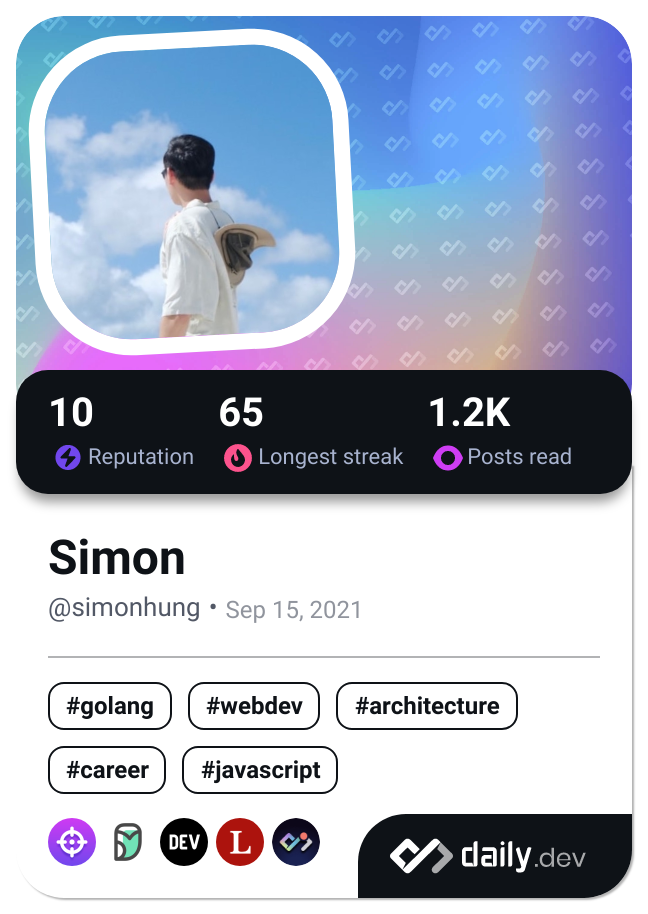 10 65 1.2K
Reputation Longest streak Posts read
Simon
@simonhung • Sep 15, 2021
#golang #webdev #architecture
#career #javascript
DEV L
daily.dev